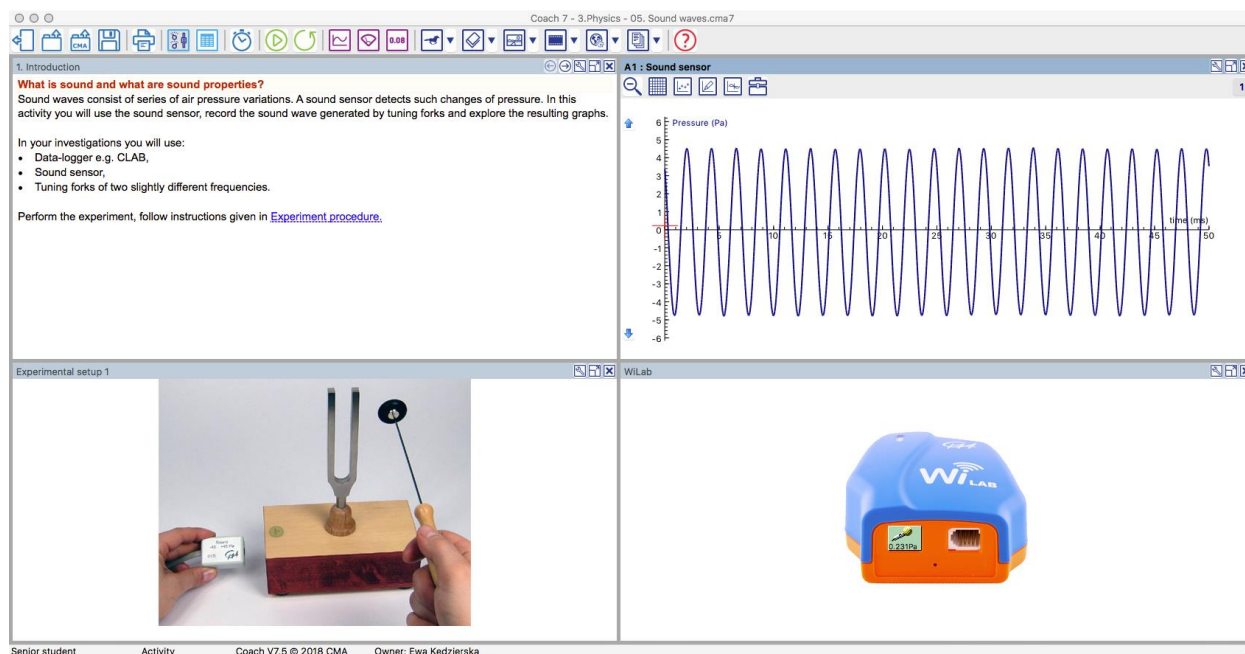 Coach 7 - 3.Physics - 05. Sound waves.cma7
CMA
0.08
1. Introduction
What is sound and what are sound properties?
Sound waves consist of series of air pressure variations. A sound sensor detects such changes of pressure. In this
activity you will use the sound sensor, record the sound wave generated by tuning forks and explore the resulting graphs.
In your investigations you will use:
• Data-logger e.g. CLAB,
• Sound sensor,
• Tuning forks of two slightly different frequencies.
Perform the experiment, follow instructions given in Experiment procedure.
A1 : Sound sensor
1
6 Pressure (Pa)
5
4
3
2
1
time (ms)
0 5 10 15 20 25 30 35 40 45 50
-1
-2
-3
-4
-5
-6
Experimental setup 1
Sound
WiLab
Wi LAB
0.231Pa
Senior student Activity Coach V7.5 © 2018 CMA Owner: Ewa Kedzierska